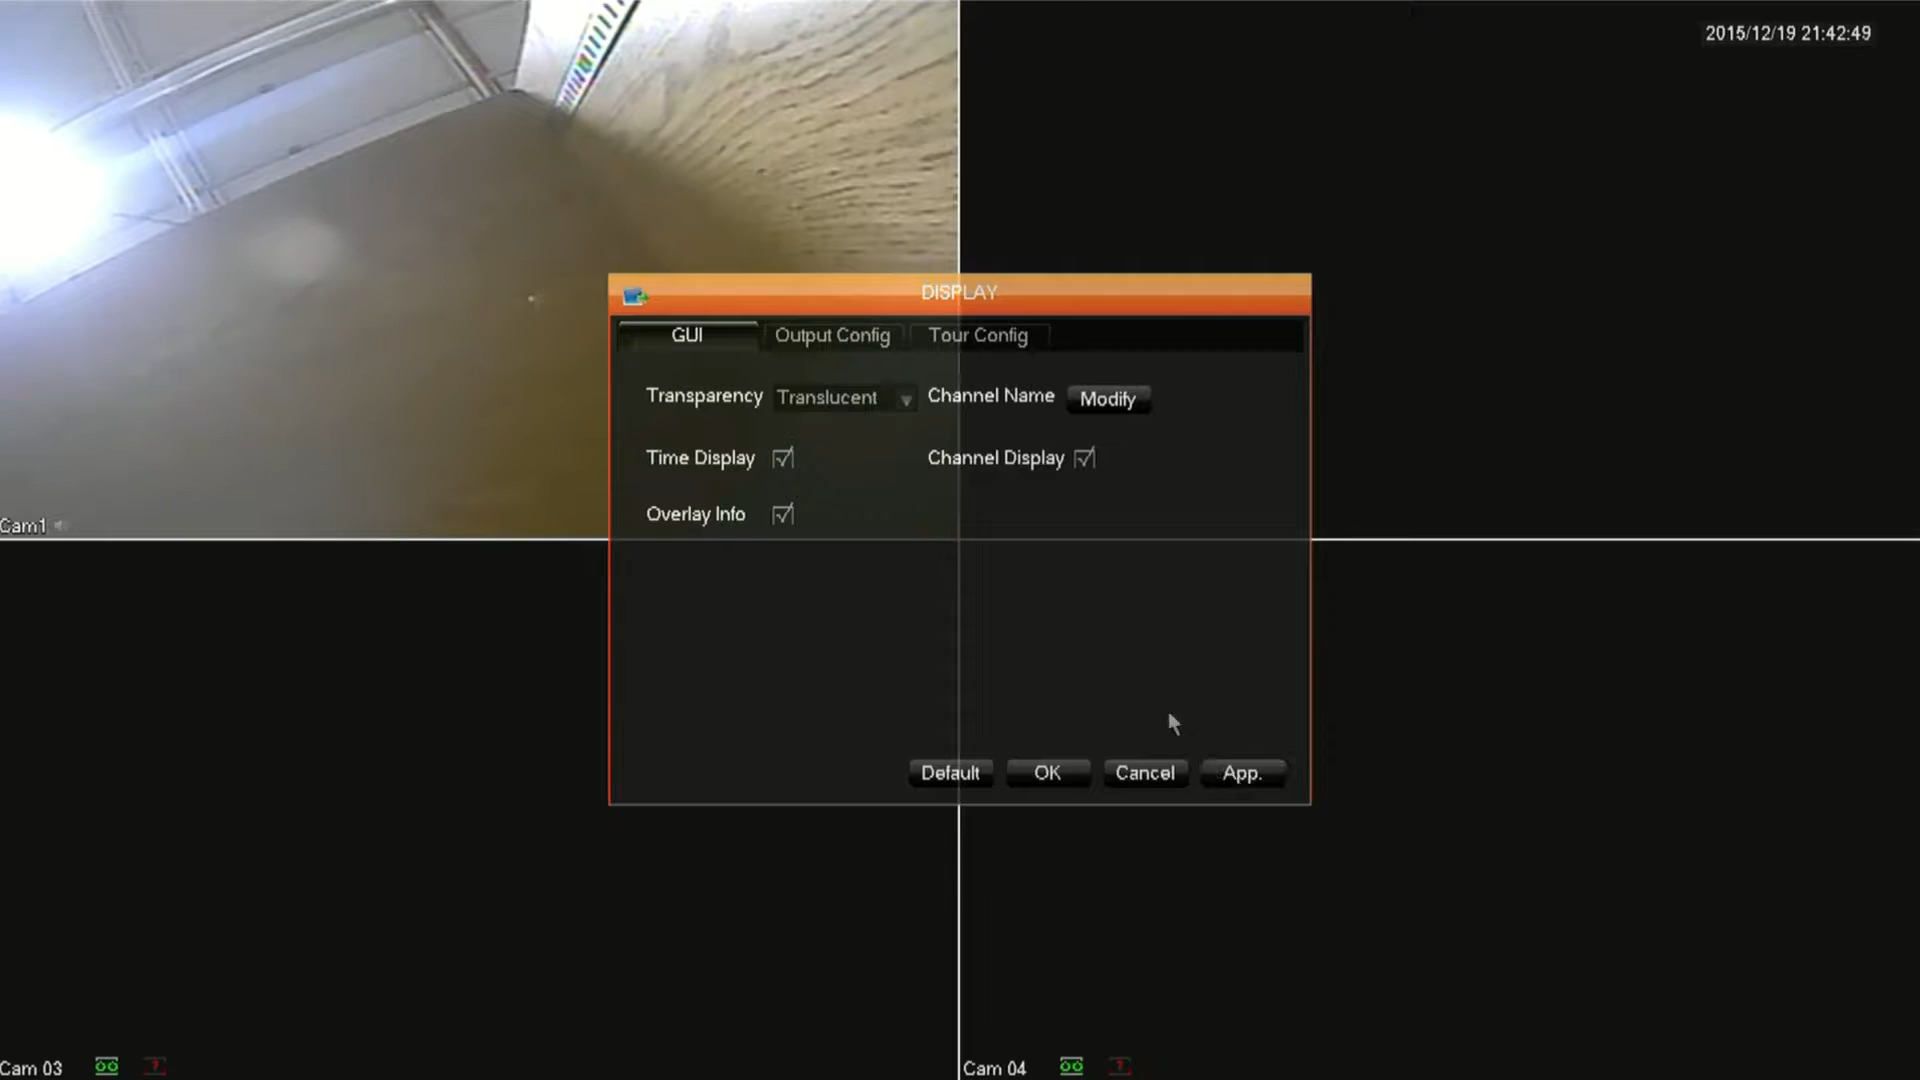 2015/12/19 21:42:49
DISPLAY
GUI Output Config Tour Config
Transparency Translucent Channel Name Modify
Time Display Channel Display
Overlay Info
Cam1
Default OK Cancel App.
Cam 03 Cam 04